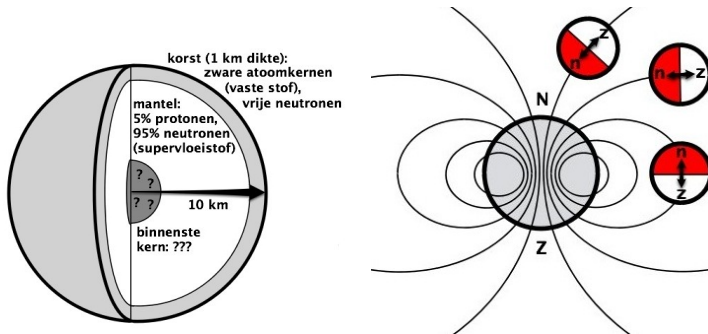 korst (1 km dikte):
zware atoomkernen
(vaste stof),
vrije neutronen
mantel:
5% protonen,
95% neutronen
(supervloeistof)
? ?
? ?
10 km
binnenste
kern: ???
N
Z
n z
n z
n
z